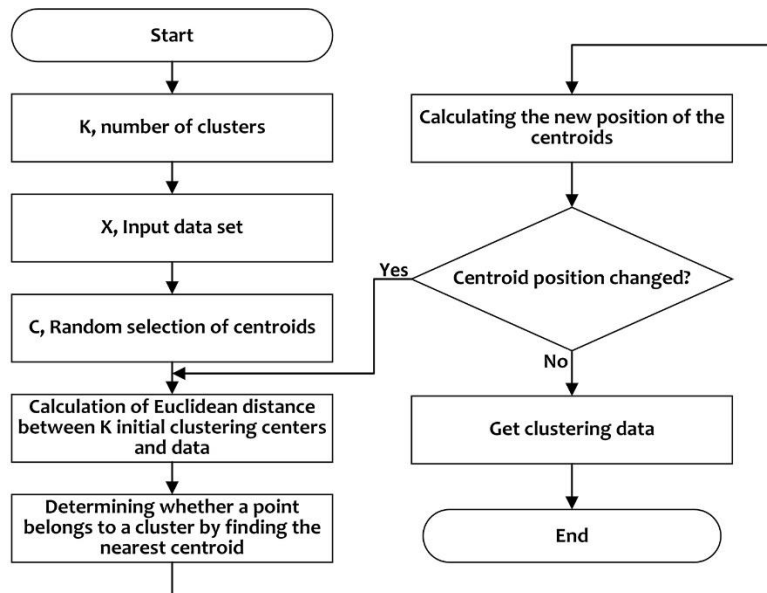 Start
K, number of clusters
X, Input data set
C, Random selection of centroids
Calculation of Euclidean distance
between K initial clustering centers
and data
Determining whether a point
belongs to a cluster by finding the
nearest centroid
Calculating the new position of the
centroids
Centroid position changed?
Yes
No
Get clustering data
End